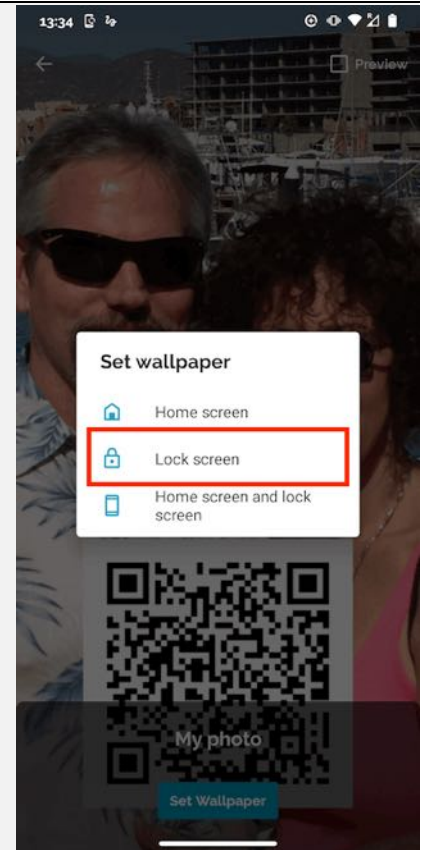 13:34
Preview
Set wallpaper
Home screen
Lock screen
Home screen and lock
screen
My photo
Set Wallpaper